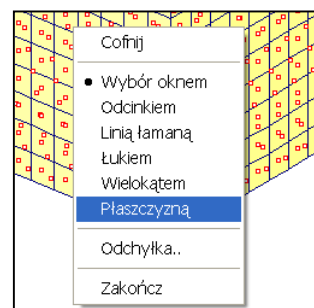 Cofnij
Wybór oknem
Odcinkiem
Linią łamaną
Łukiem
Wielokątem
Płaszczyzną
Odchyłka..
Zakończ